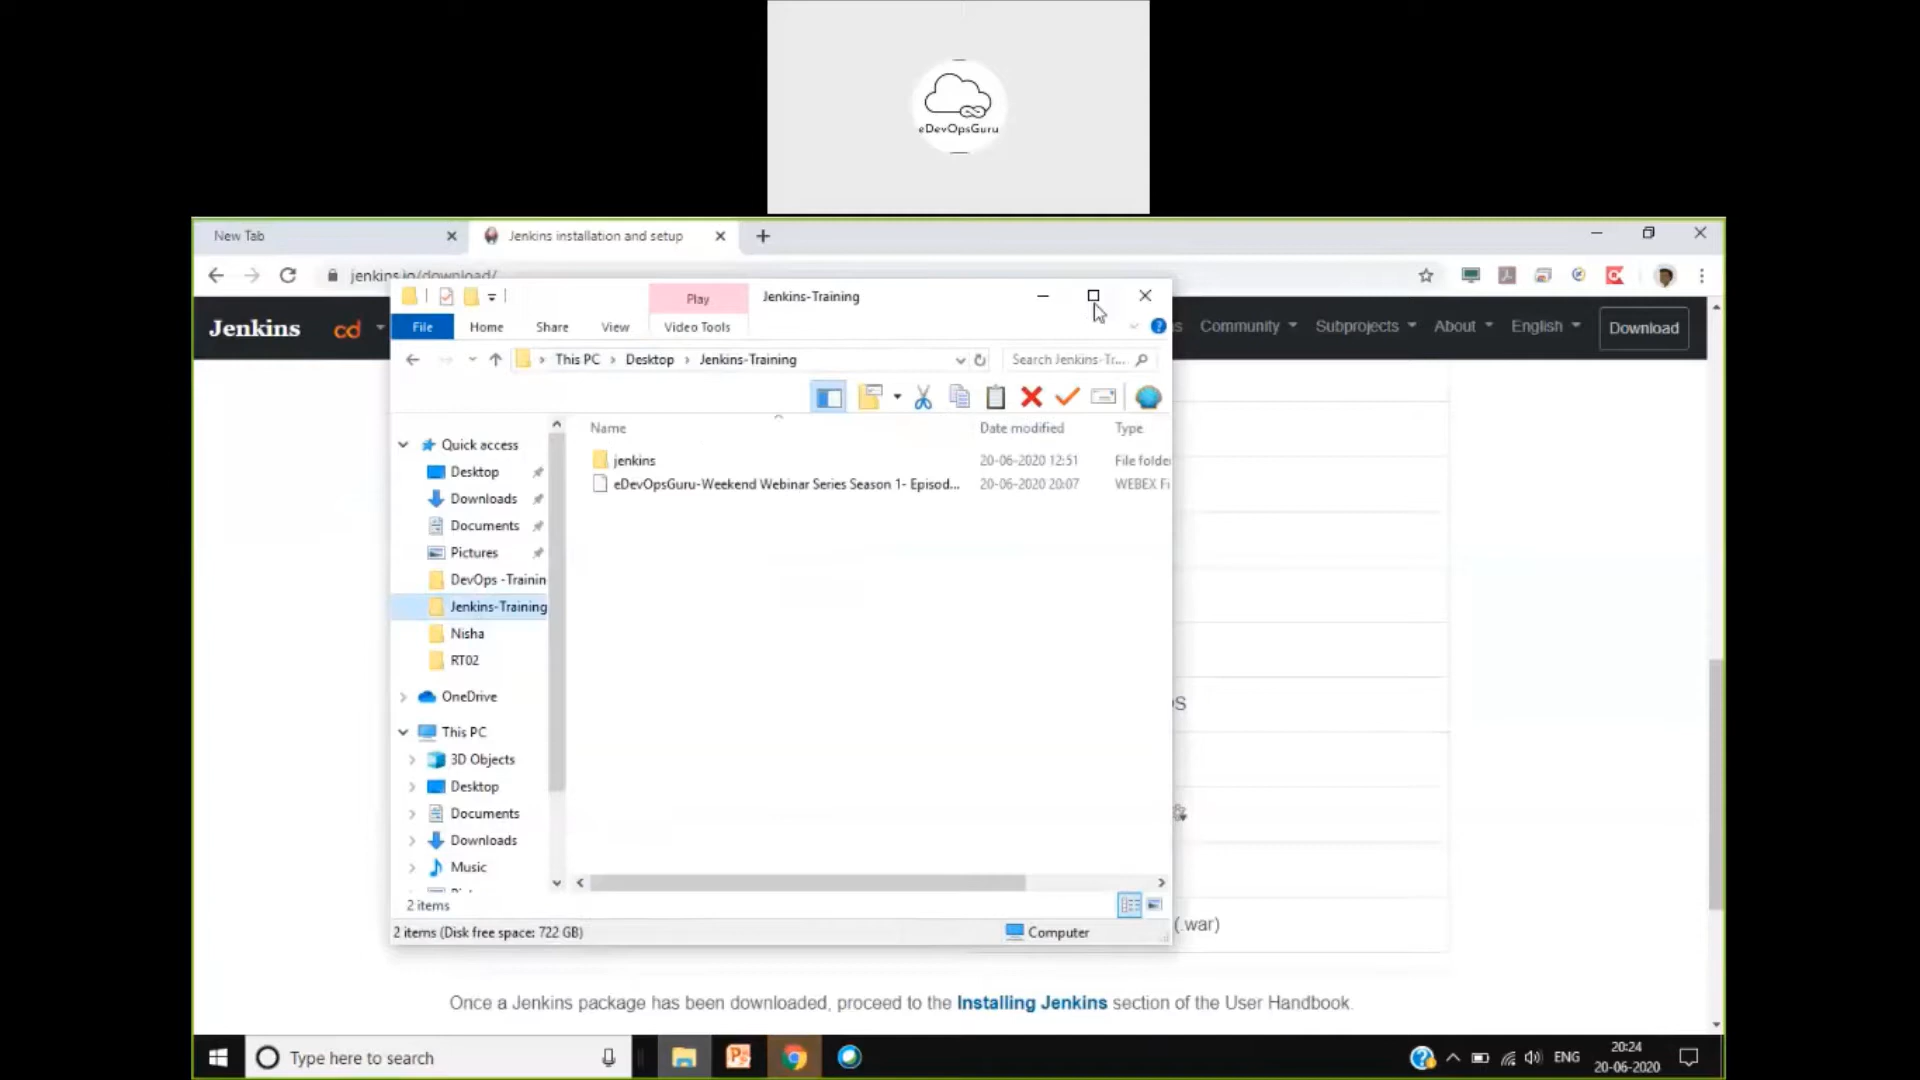 eDevOpsGuru
New Tab
Jenkins installation and setup
jenkins.io/download/
Play
Jenkins-Training
File
Home
Share
View
Video Tools
Jenkins
cd
Community
Subprojects
About
English
Download
This PC
Desktop
Jenkins-Training
Search Jenkins-Tr...
Name
Date modified
Type
jenkins
20-06-2020 12:51
File folde
eDevOpsGuru-Weekend Webinar Series Season 1- Episod...
20-06-2020 20:07
WEBEX Fi
Quick access
Desktop
Downloads
Documents
Pictures
DevOps -Trainin
Jenkins-Training
Nisha
RT02
OneDrive
This PC
3D Objects
Desktop
Documents
Downloads
Music
(.war)
2 items
2 items (Disk free space: 722 GB)
Computer
Once a Jenkins package has been downloaded, proceed to the Installing Jenkins section of the User Handbook.
Type here to search
ENG
20:24
20-06-2020